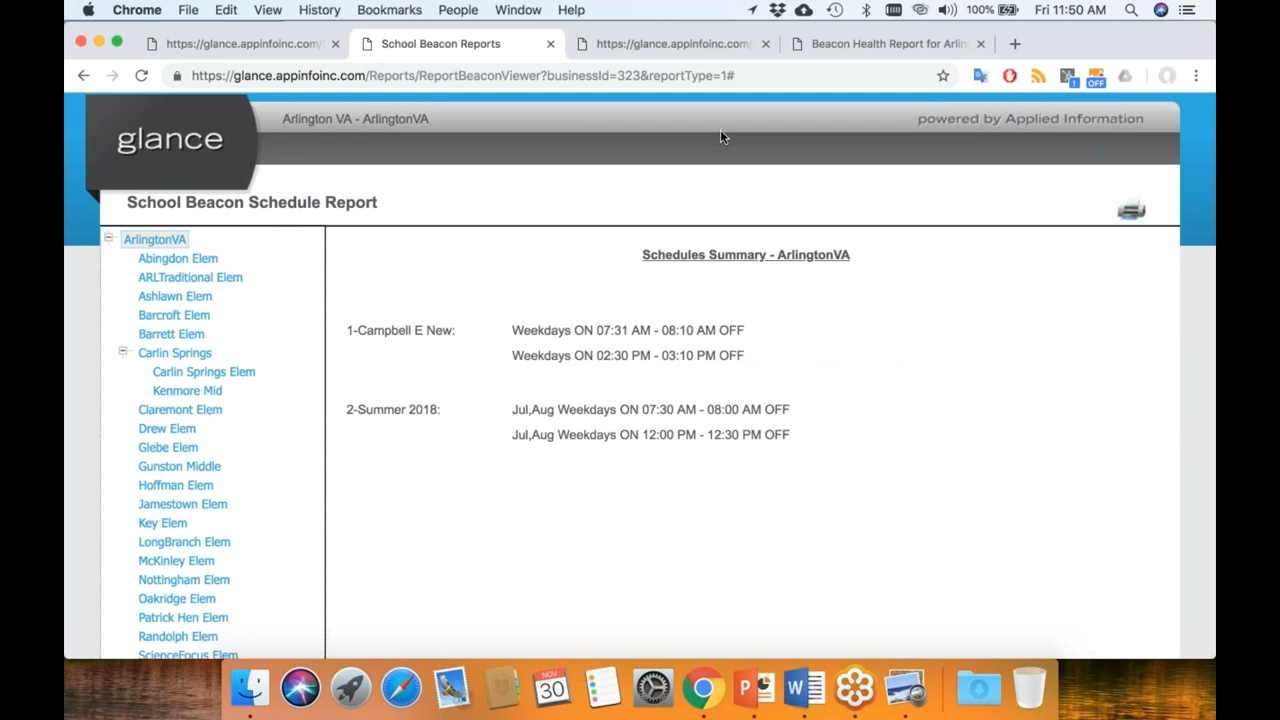 Chrome File Edit View History Bookmarks People Window Help 100% Fri 11:50 AM
https://glance.appinfoinc.com/ School Beacon Reports https://glance.appinfoinc.com/ Beacon Health Report for Arlin
https://glance.appinfoinc.com/Reports/ReportBeaconViewer?businessId=323&reportType=1#
OFF
glance
Arlington VA - ArlingtonVA
powered by Applied Information
School Beacon Schedule Report
ArlingtonVA
Abingdon Elem
ARLTraditional Elem
Ashlawn Elem
Barcroft Elem
Barrett Elem
Carlin Springs
Carlin Springs Elem
Kenmore Mid
Claremont Elem
Drew Elem
Glebe Elem
Gunston Middle
Hoffman Elem
Jamestown Elem
Key Elem
LongBranch Elem
McKinley Elem
Nottingham Elem
Oakridge Elem
Patrick Hen Elem
Randolph Elem
ScienceFocus Elem
Schedules Summary - ArlingtonVA
1-Campbell E New: Weekdays ON 07:31 AM - 08:10 AM OFF
Weekdays ON 02:30 PM - 03:10 PM OFF
2-Summer 2018: Jul,Aug Weekdays ON 07:30 AM - 08:00 AM OFF
Jul,Aug Weekdays ON 12:00 PM - 12:30 PM OFF
NOV
30
P W